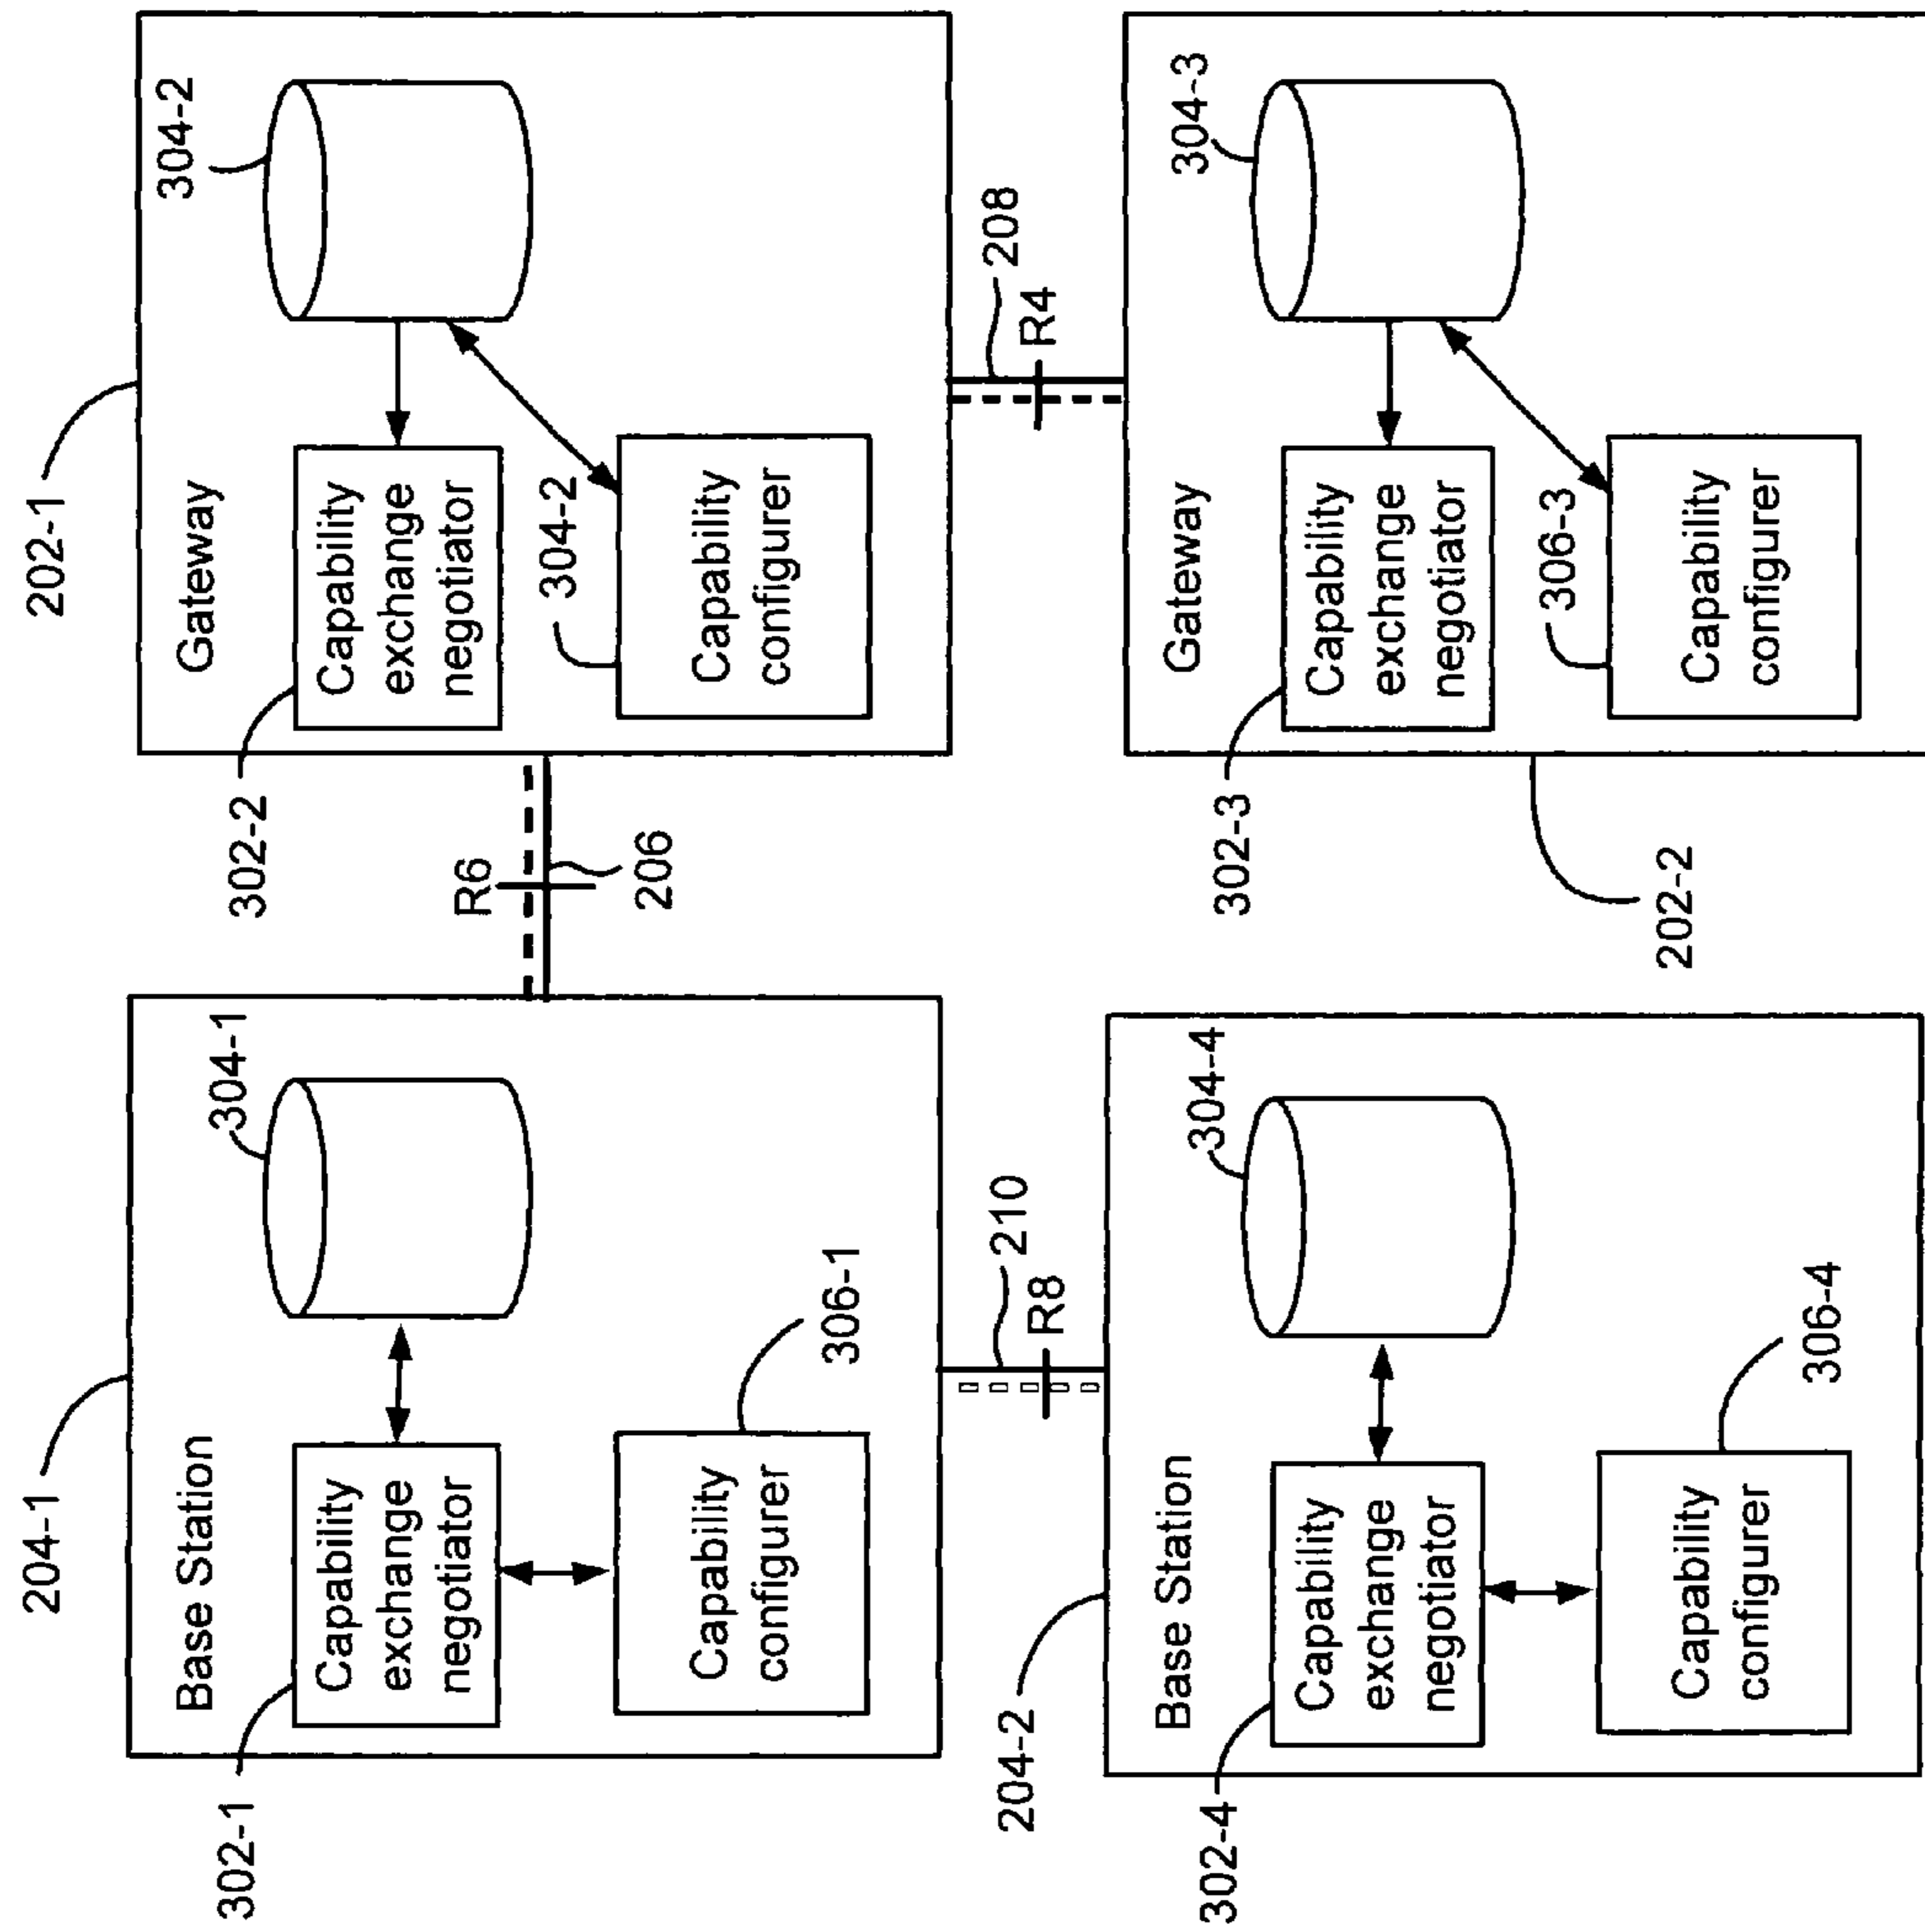 204-1
Base Station
302-1
Capability
exchange
negotiator
304-1
Capability
configurer
306-1
R6
206
202-1
Gateway
302-2
Capability
exchange
negotiator
304-2
304-2
Capability
configurer
210
R8
208
R4
204-2
Base Station
302-4
Capability
exchange
negotiator
304-4
Capability
configurer
306-4
Gateway
302-3
Capability
exchange
negotiator
304-3
306-3
Capability
configurer
202-2